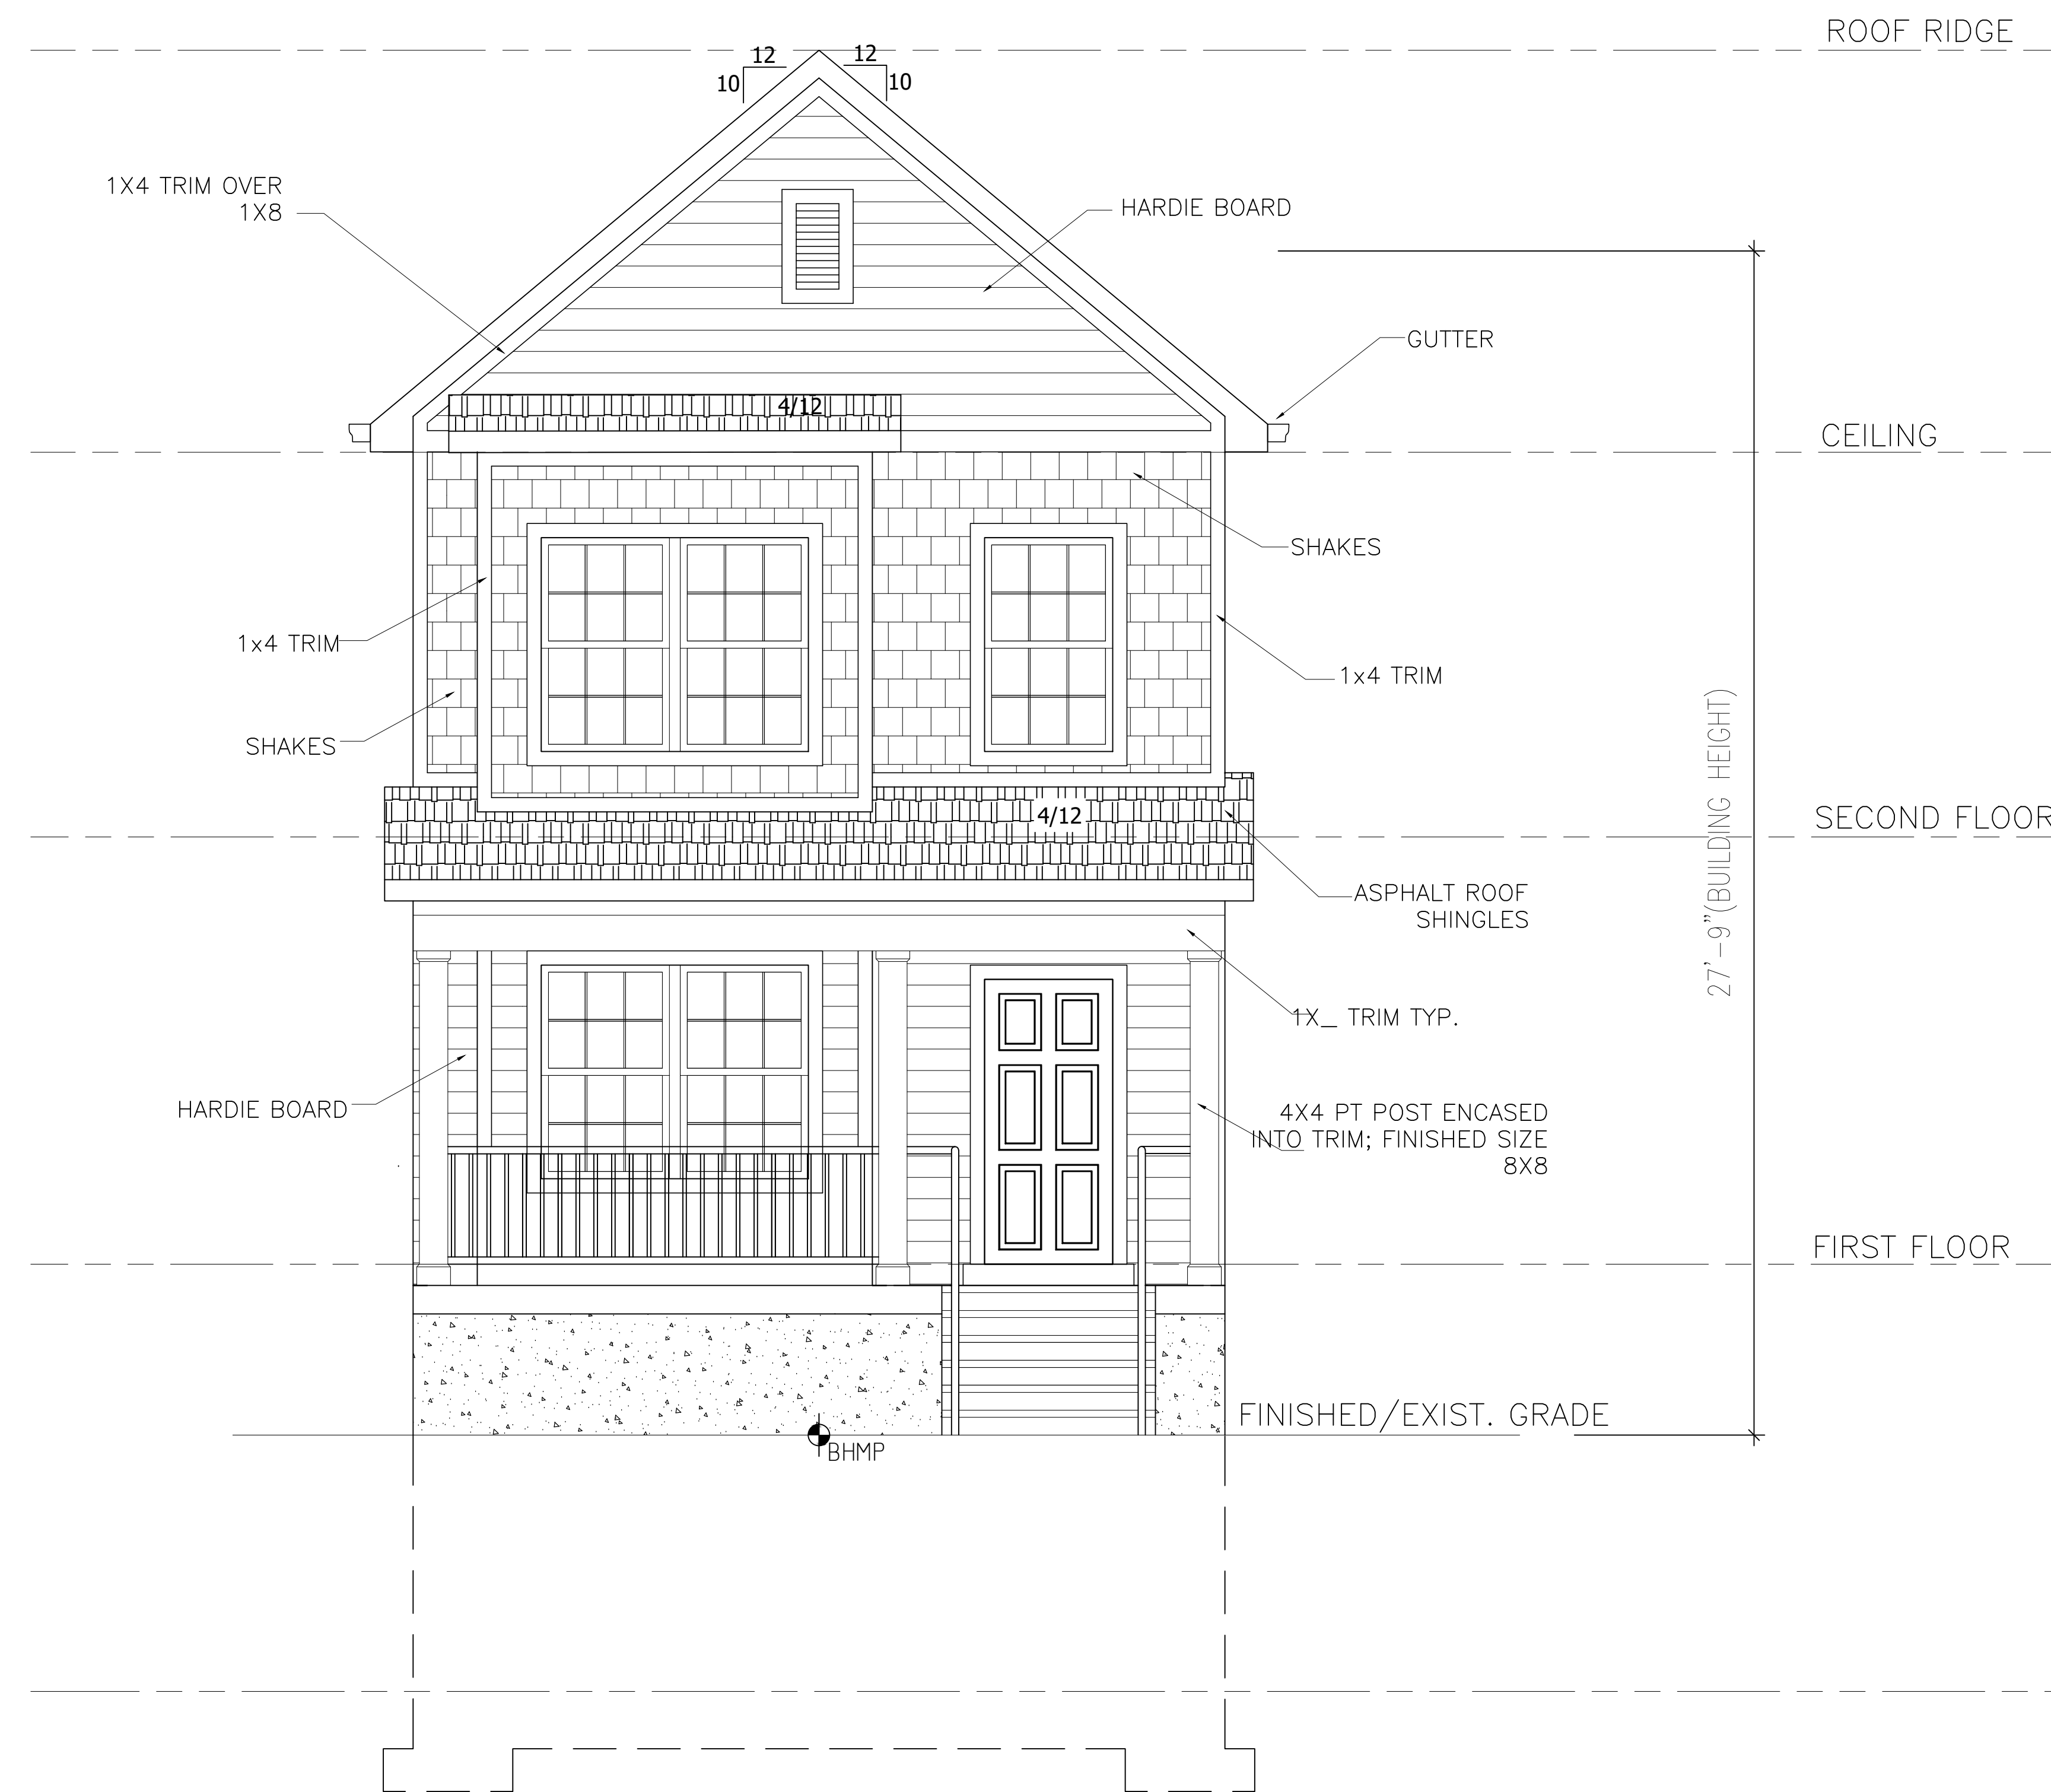 ROOF RIDGE
12
12
10
10
1X4 TRIM OVER
1X8
HARDIE BOARD
GUTTER
4/12
CEILING
SHAKES
1x4 TRIM
1x4 TRIM
SHAKES
27'-9"(BUILDING HEIGHT)
4/12
SECOND FLOOR
ASPHALT ROOF
SHINGLES
1X_ TRIM TYP.
HARDIE BOARD
4X4 PT POST ENCASED
INTO TRIM; FINISHED SIZE
8X8
FIRST FLOOR
FINISHED/EXIST. GRADE
BHMP